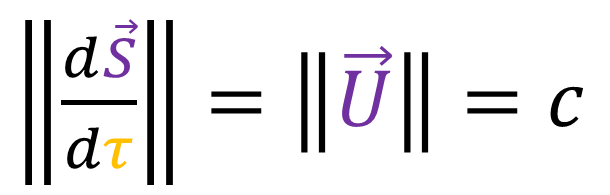 ‖dS⃗/dτ‖ = ‖U⃗‖ = c